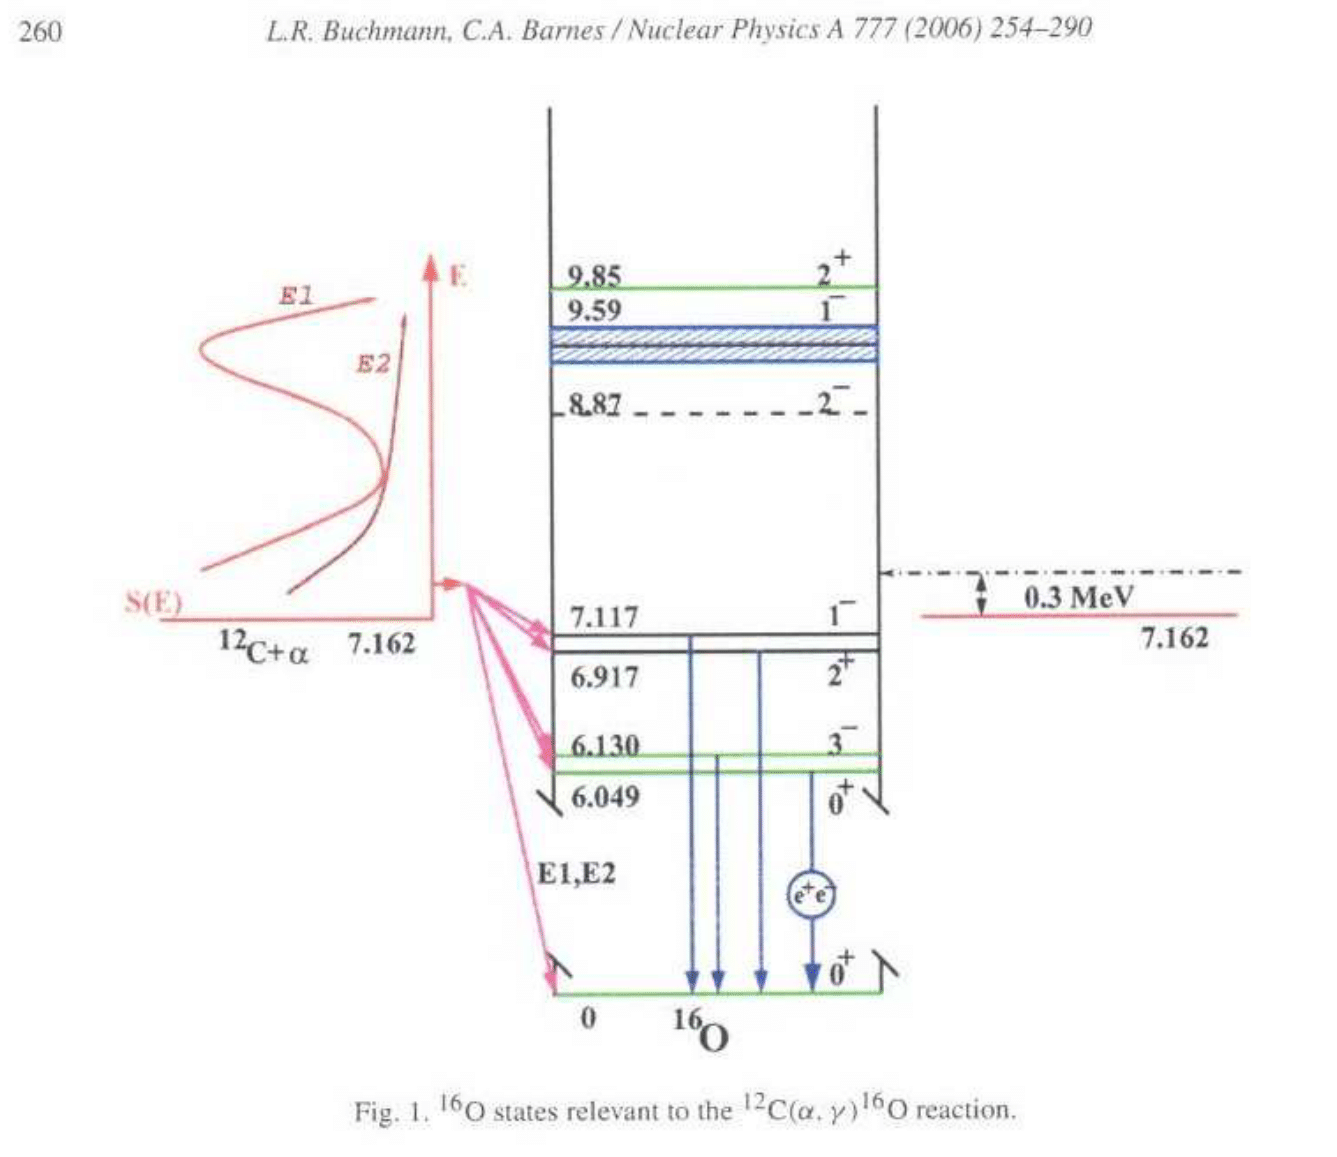 260
L.R. Buchmann, C.A. Barnes / Nuclear Physics A 777 (2006) 254–290
E
E1
E2
S(E)
¹²C+α 7.162
9.85 2⁺
9.59 1⁻
8.87 2⁻
7.117 1⁻
6.917 2⁺
6.130 3⁻
6.049 0⁺
0.3 MeV
7.162
E1,E2
e⁺e⁻
0⁺
0 ¹⁶O
Fig. 1. ¹⁶O states relevant to the ¹²C(α, γ)¹⁶O reaction.